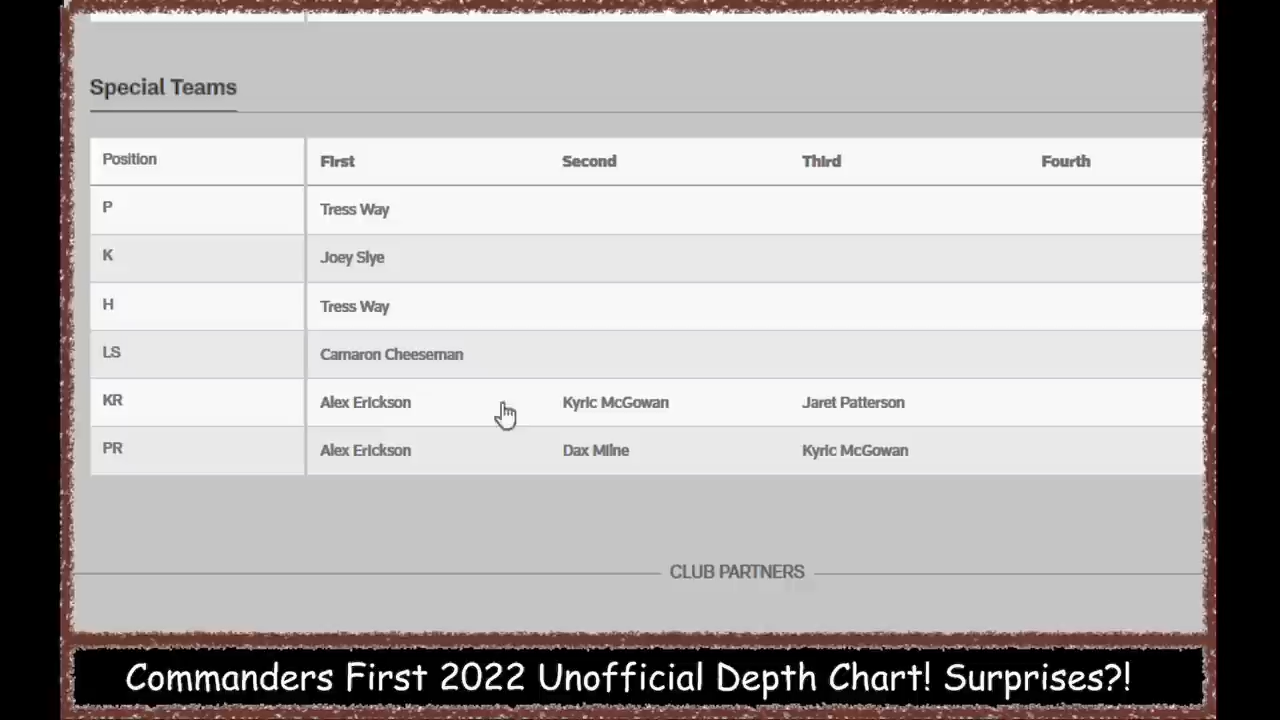 Special Teams
Position First Second Third Fourth
P Tress Way
K Joey Slye
H Tress Way
LS Camaron Cheeseman
KR Alex Erickson Kyric McGowan Jaret Patterson
PR Alex Erickson Dax Milne Kyric McGowan
CLUB PARTNERS
Commanders First 2022 Unofficial Depth Chart! Surprises?!